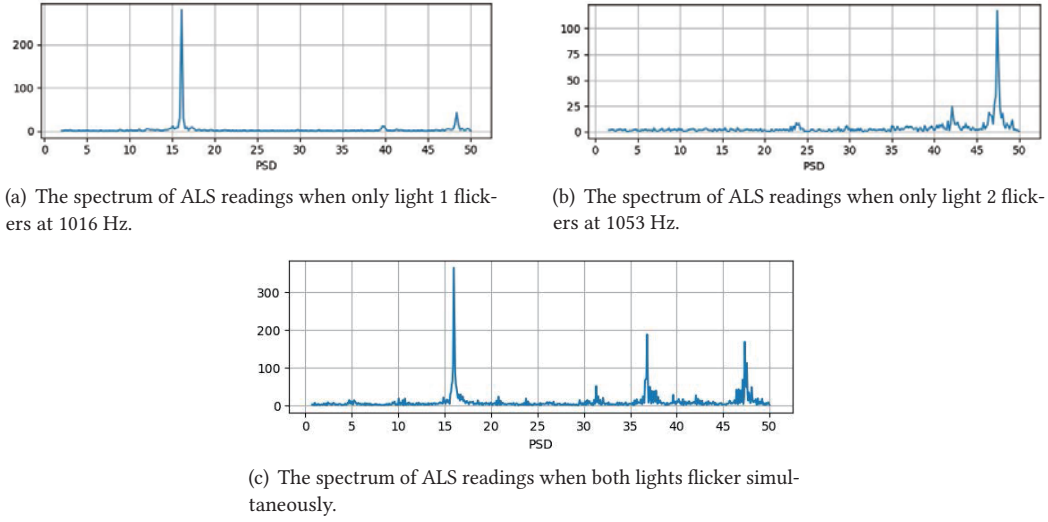 200
100
0
0 5 10 15 20 25 30 35 40 45 50
PSD
(a) The spectrum of ALS readings when only light 1 flick-
ers at 1016 Hz.
100
75
50
25
0
0 5 10 15 20 25 30 35 40 45 50
PSD
(b) The spectrum of ALS readings when only light 2 flick-
ers at 1053 Hz.
300
200
100
0
0 5 10 15 20 25 30 35 40 45 50
PSD
(c) The spectrum of ALS readings when both lights flicker simul-
taneously.